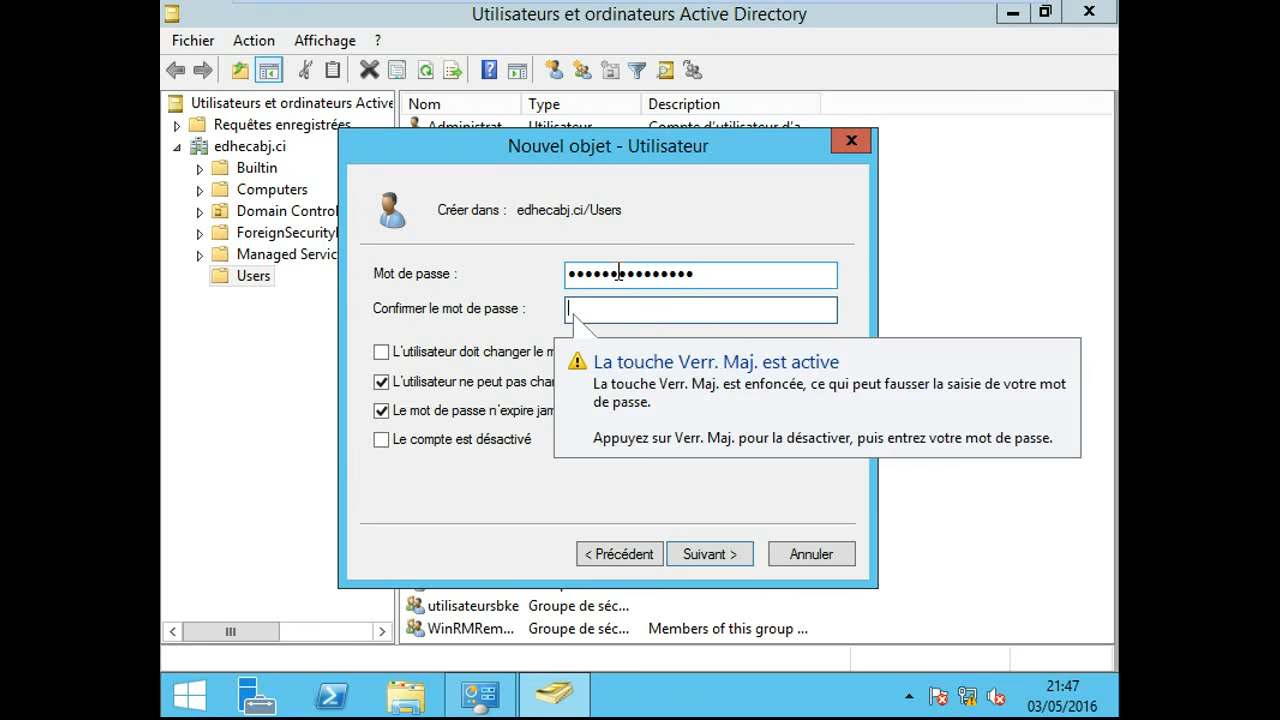 Utilisateurs et ordinateurs Active Directory
Fichier Action Affichage ?
Utilisateurs et ordinateurs Active
Requêtes enregistrées
edhecabj.ci
Builtin
Computers
Domain Contro
ForeignSecurity
Managed Servic
Users
Nom Type Description
Administrat... Utilisateur Compte d'utilisateur d'a...
Nouvel objet - Utilisateur
Créer dans : edhecabj.ci/Users
Mot de passe : ●●●●●●●●●●●●●●●
Confirmer le mot de passe :
L'utilisateur doit changer le m
L'utilisateur ne peut pas cha
Le mot de passe n'expire jam
Le compte est désactivé
La touche Verr. Maj. est active
La touche Verr. Maj. est enfoncée, ce qui peut fausser la saisie de votre mot
de passe.
Appuyez sur Verr. Maj. pour la désactiver, puis entrez votre mot de passe.
< Précédent Suivant > Annuler
utilisateursbke Groupe de séc...
WinRMRem... Groupe de séc... Members of this group ...
21:47
03/05/2016